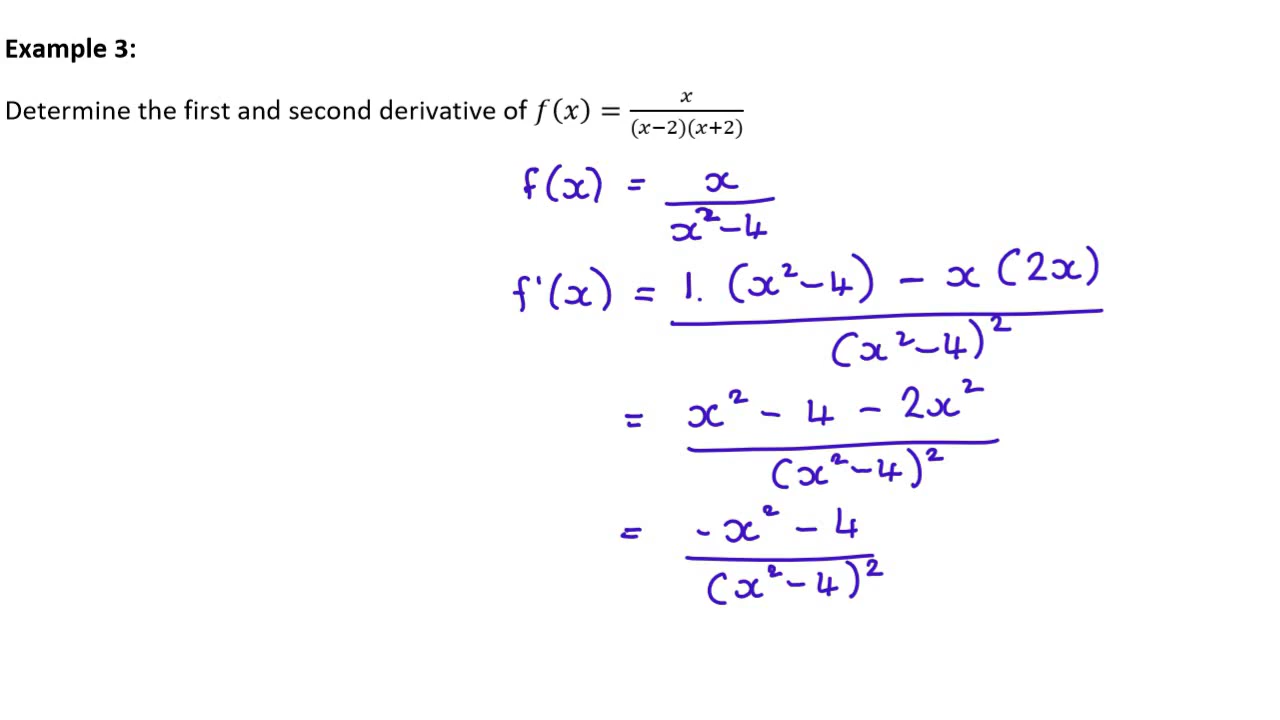 Example 3:
Determine the first and second derivative of f(x) = x/((x−2)(x+2))
f(x) = x/(x²−4)
f'(x) = (1. (x²−4) − x (2x))/(x²−4)²
= (x² − 4 − 2x²)/(x²−4)²
= (-x² − 4)/(x²−4)²